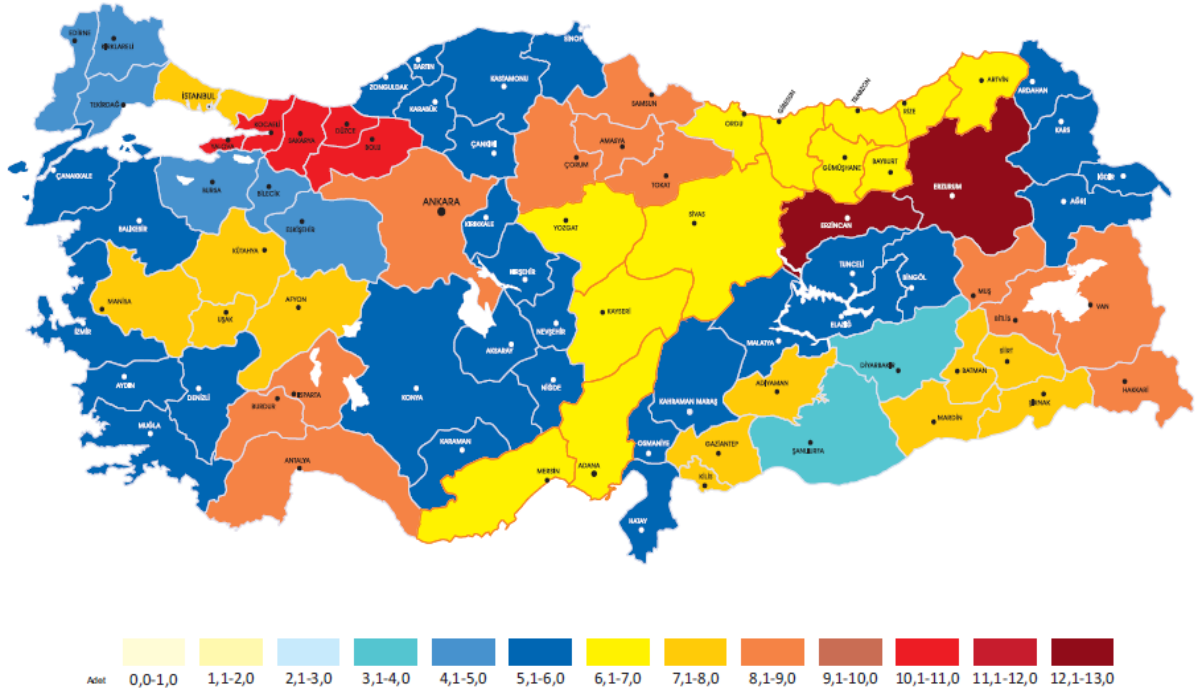 EDİRNE
KIRKLARELİ
TEKİRDAĞ
İSTANBUL
KOCAELİ
YALOVA
SAKARYA
DÜZCE
BOLU
ZONGULDAK
BARTIN
KARABÜK
KASTAMONU
SİNOP
ÇANKIRI
SAMSUN
AMASYA
ÇORUM
TOKAT
ORDU
GİRESUN
TRABZON
RİZE
ARTVİN
ARDAHAN
KARS
IĞDIR
AĞRI
GÜMÜŞHANE
BAYBURT
ERZURUM
ERZİNCAN
ÇANAKKALE
BALIKESİR
BURSA
BİLECİK
ESKİŞEHİR
ANKARA
KIRIKKALE
YOZGAT
SİVAS
KÜTAHYA
MANİSA
UŞAK
AFYON
İZMİR
KIRŞEHİR
NEVŞEHİR
AKSARAY
KAYSERİ
TUNCELİ
BİNGÖL
ELAZIĞ
MALATYA
MUŞ
BİTLİS
VAN
AYDIN
DENİZLİ
MUĞLA
BURDUR
ISPARTA
ANTALYA
KONYA
KARAMAN
NİĞDE
MERSİN
ADANA
KAHRAMAN MARAŞ
OSMANİYE
HATAY
ADIYAMAN
GAZİANTEP
KİLİS
ŞANLIURFA
DİYARBAKIR
BATMAN
SİİRT
MARDİN
ŞIRNAK
HAKKARİ
Adet 0,0-1,0 1,1-2,0 2,1-3,0 3,1-4,0 4,1-5,0 5,1-6,0 6,1-7,0 7,1-8,0 8,1-9,0 9,1-10,0 10,1-11,0 11,1-12,0 12,1-13,0